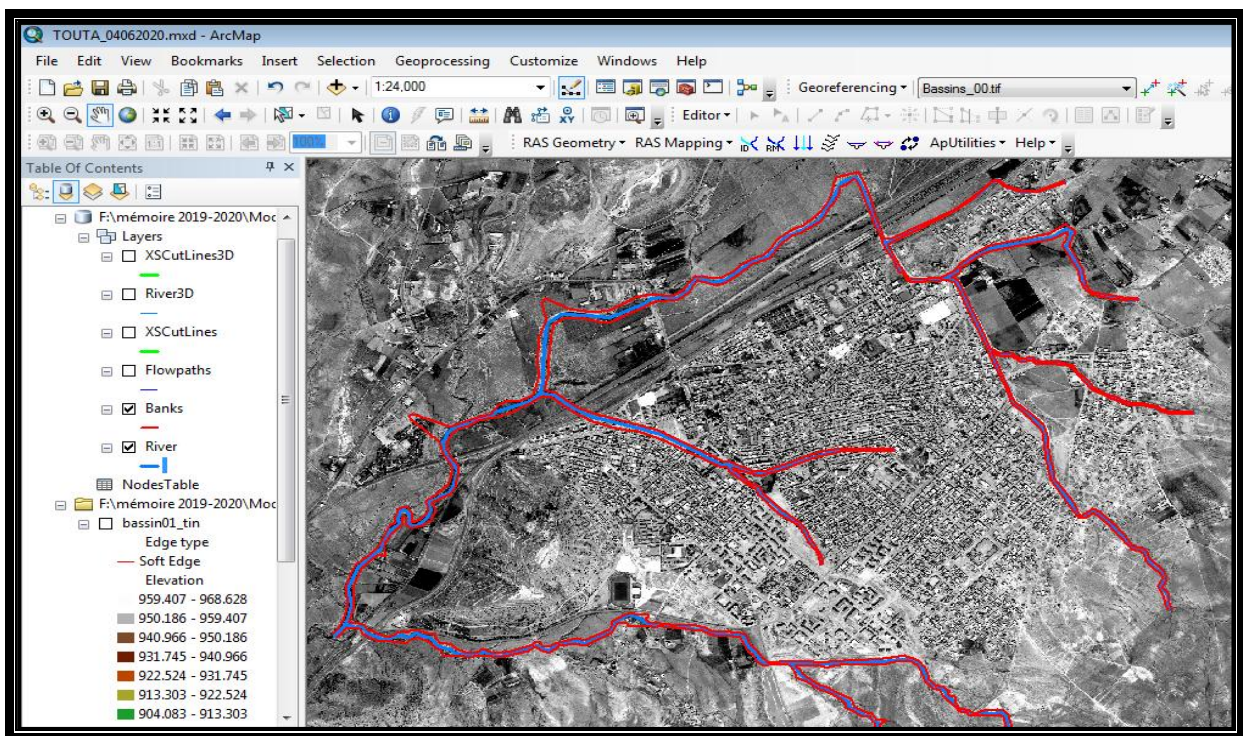 TOUTA_04062020.mxd - ArcMap
File Edit View Bookmarks Insert Selection Geoprocessing Customize Windows Help
1:24,000 Georeferencing Bassins_00.tif
Editor
100% RAS Geometry RAS Mapping ID RIM ApUtilities Help
Table Of Contents
F:\mémoire 2019-2020\Moc
Layers
XSCutLines3D
River3D
XSCutLines
Flowpaths
Banks
River
NodesTable
F:\mémoire 2019-2020\Moc
bassin01_tin
Edge type
Soft Edge
Elevation
959.407 - 968.628
950.186 - 959.407
940.966 - 950.186
931.745 - 940.966
922.524 - 931.745
913.303 - 922.524
904.083 - 913.303